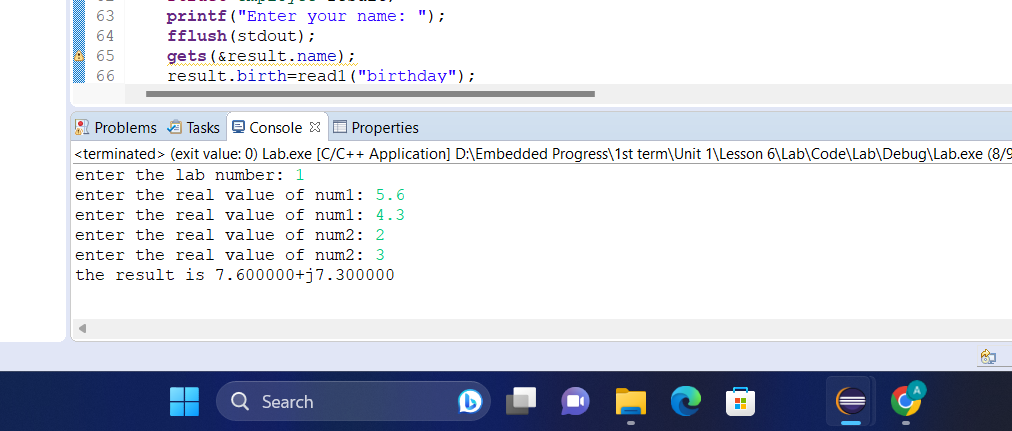 63 printf("Enter your name: ");
64 fflush(stdout);
65 gets(&result.name);
66 result.birth=read1("birthday");
Problems Tasks Console Properties
<terminated> (exit value: 0) Lab.exe [C/C++ Application] D:\Embedded Progress\1st term\Unit 1\Lesson 6\Lab\Code\Lab\Debug\Lab.exe (8/9
enter the lab number: 1
enter the real value of num1: 5.6
enter the real value of num1: 4.3
enter the real value of num2: 2
enter the real value of num2: 3
the result is 7.600000+j7.300000
Search
A